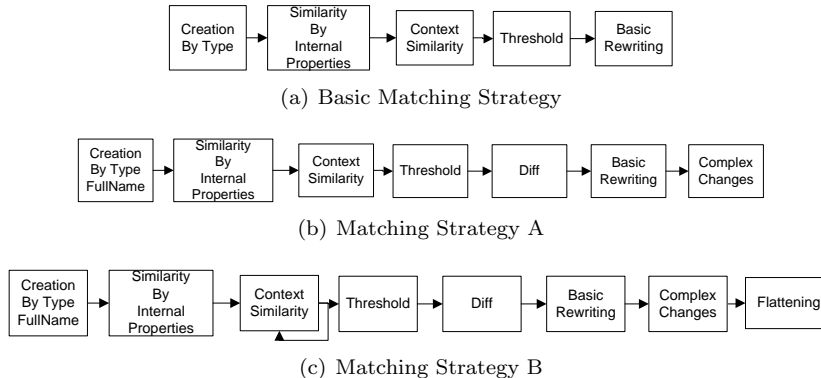 Creation
By Type
Similarity
By
Internal
Properties
Context
Similarity
Threshold
Basic
Rewriting
(a) Basic Matching Strategy
Creation
By Type
FullName
Similarity
By
Internal
Properties
Context
Similarity
Threshold
Diff
Basic
Rewriting
Complex
Changes
(b) Matching Strategy A
Creation
By Type
FullName
Similarity
By
Internal
Properties
Context
Similarity
Threshold
Diff
Basic
Rewriting
Complex
Changes
Flattening
(c) Matching Strategy B